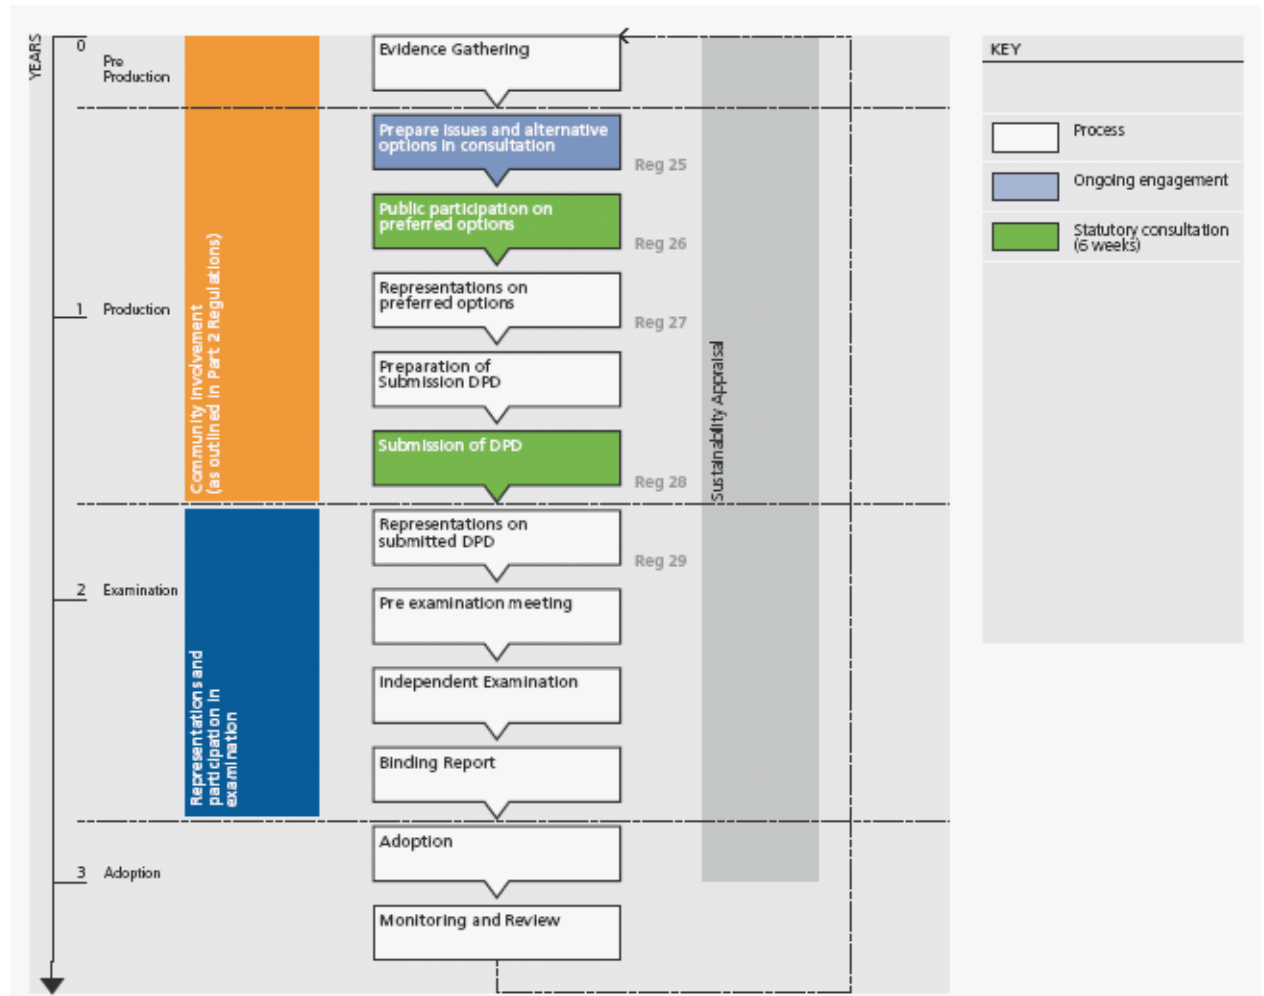 YEARS
0
Pre
Production
1
Production
2
Examination
3
Adoption
Community Involvement
(as outlined in Part 2 Regulations)
Representations and
participation in
examination
Evidence Gathering
Prepare issues and alternative
options in consultation
Reg 25
Public participation on
preferred options
Reg 26
Representations on
preferred options
Reg 27
Preparation of
Submission DPD
Submission of DPD
Reg 28
Representations on
submitted DPD
Reg 29
Pre examination meeting
Independent Examination
Binding Report
Adoption
Monitoring and Review
Sustainability Appraisal
KEY
Process
Ongoing engagement
Statutory consultation
(6 weeks)